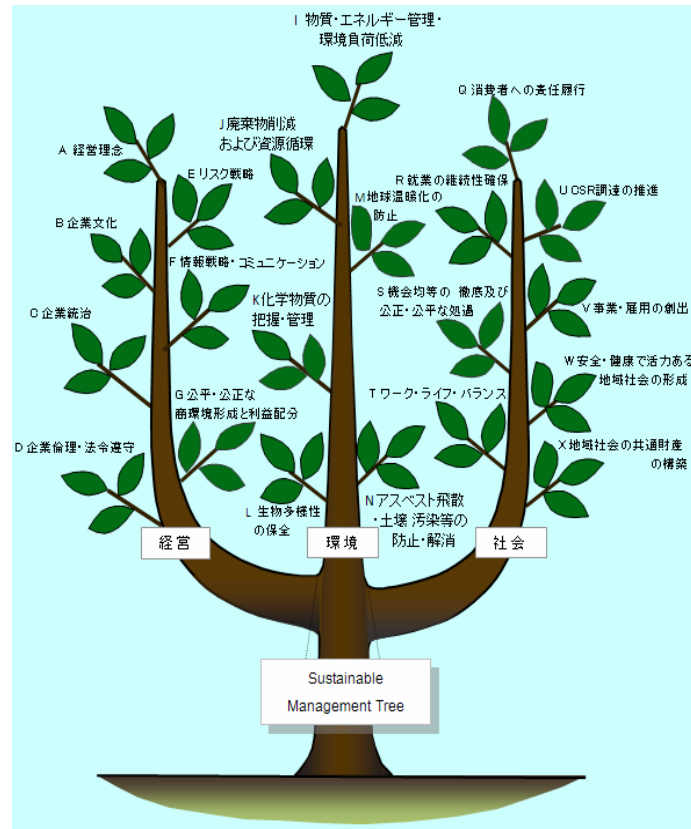 I 物質・エネルギー管理・
環境負荷低減
Q 消費者への責任履行
J 廃棄物削減
および資源循環
A 経営理念
E リスク戦略
R 就業の継続性確保
U CSR調達の推進
M 地球温暖化の
防止
B 企業文化
F 情報戦略・コミュニケーション
S 機会均等の 徹底及び
公正・公平な処遇
K 化学物質の
把握・管理
C 企業統治
V 事業・雇用の創出
W 安全・健康で活力ある
地域社会の形成
G 公平・公正な
商環境形成と利益配分
T ワーク・ライフ・バランス
D 企業倫理・法令遵守
X 地域社会の共通財産
の構築
L 生物多様性
の保全
N アスベスト飛散
・土壌 汚染等の
防止・解消
経営
環境
社会
Sustainable
Management Tree